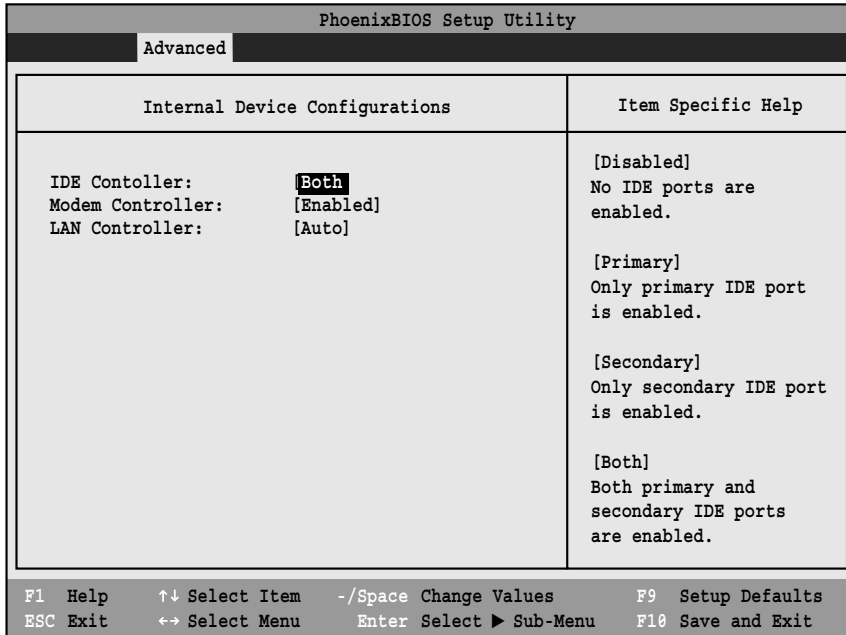 PhoenixBIOS Setup Utility
Advanced
Internal Device Configurations
IDE Contoller: [Both
Modem Controller: [Enabled]
LAN Controller: [Auto]
Item Specific Help
[Disabled]
No IDE ports are
enabled.
[Primary]
Only primary IDE port
is enabled.
[Secondary]
Only secondary IDE port
is enabled.
[Both]
Both primary and
secondary IDE ports
are enabled.
F1 Help ↑↓ Select Item -/Space Change Values F9 Setup Defaults
ESC Exit ←→ Select Menu Enter Select ▶ Sub-Menu F10 Save and Exit